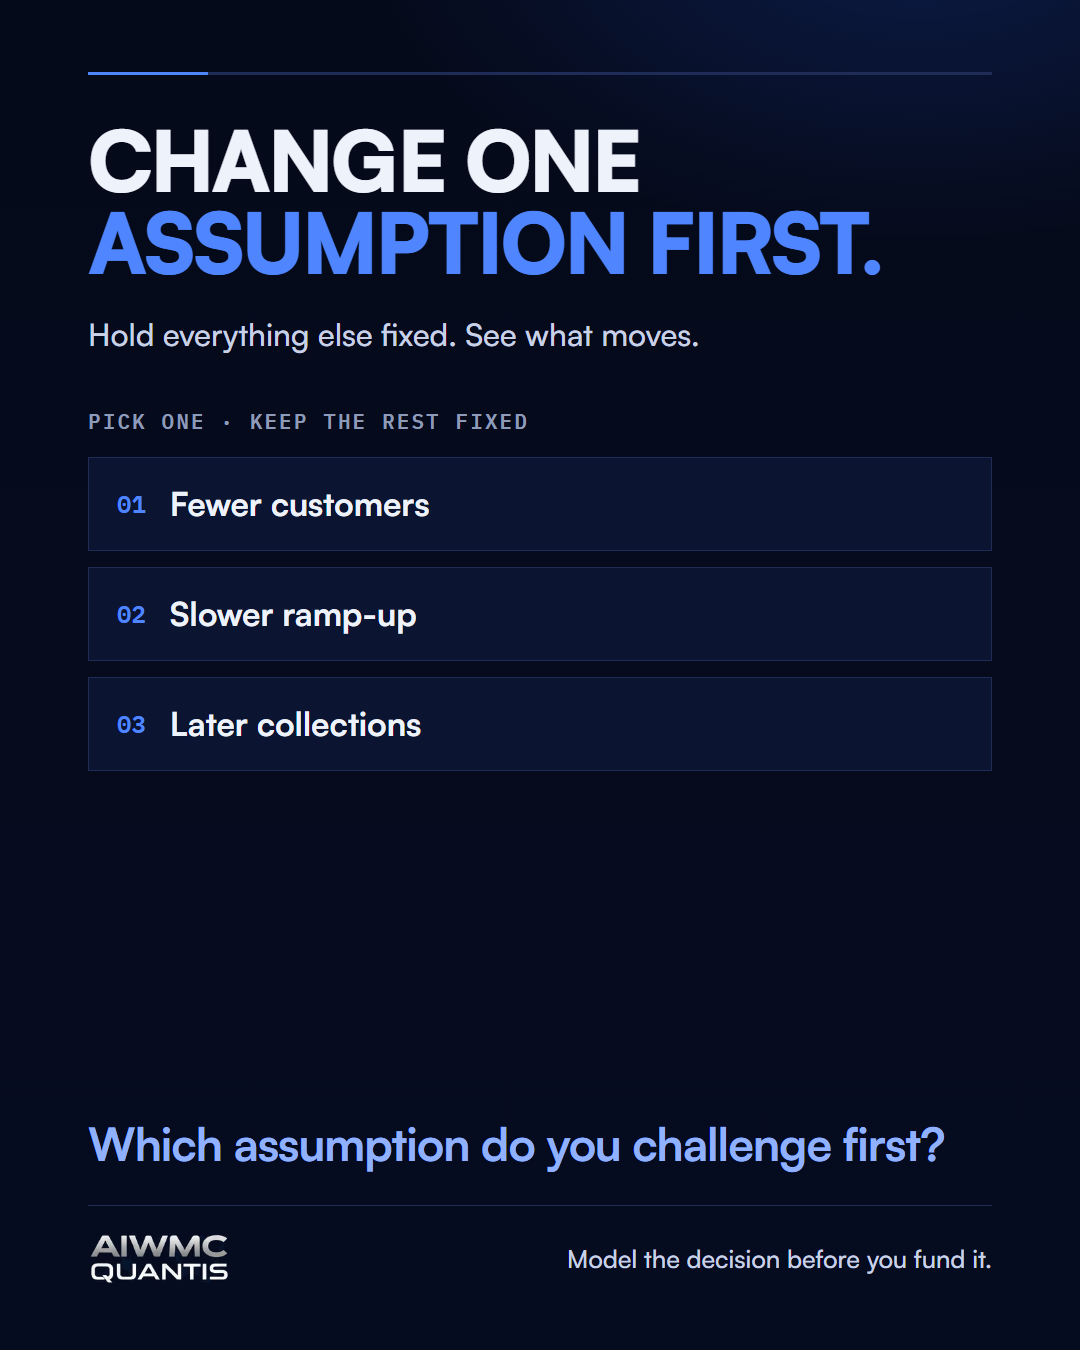 CHANGE ONE
ASSUMPTION FIRST.
Hold everything else fixed. See what moves.
PICK ONE · KEEP THE REST FIXED
01 Fewer customers
02 Slower ramp-up
03 Later collections
Which assumption do you challenge first?
AIWMC
QUANTIS
Model the decision before you fund it.